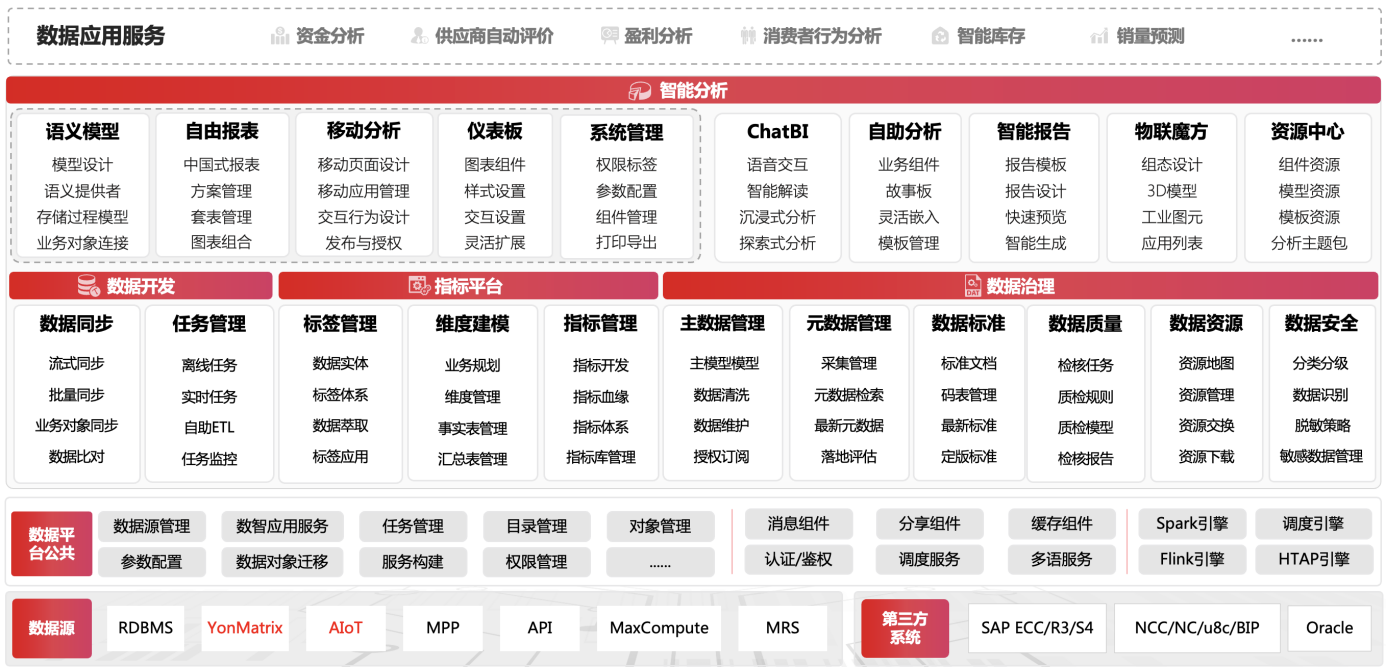 数据应用服务
资金分析
供应商自动评价
盈利分析
消费者行为分析
智能库存
销量预测
......
智能分析
语义模型
模型设计
语义提供者
存储过程模型
业务对象连接
自由报表
中国式报表
方案管理
套表管理
图表组合
移动分析
移动页面设计
移动应用管理
交互行为设计
发布与授权
仪表板
图表组件
样式设置
交互设置
灵活扩展
系统管理
权限标签
参数配置
组件管理
打印导出
ChatBI
语音交互
智能解读
沉浸式分析
探索式分析
自助分析
业务组件
故事板
灵活嵌入
模板管理
智能报告
报告模板
报告设计
快速预览
智能生成
物联魔方
组态设计
3D模型
工业图元
应用列表
资源中心
组件资源
模型资源
模板资源
分析主题包
数据开发
数据同步
流式同步
批量同步
业务对象同步
数据比对
任务管理
离线任务
实时任务
自助ETL
任务监控
指标平台
标签管理
数据实体
标签体系
数据萃取
标签应用
维度建模
业务规划
维度管理
事实表管理
汇总表管理
指标管理
指标开发
指标血缘
指标体系
指标库管理
DAT
数据治理
主数据管理
主模型模型
数据清洗
数据维护
授权订阅
元数据管理
采集管理
元数据检索
最新元数据
落地评估
数据标准
标准文档
码表管理
最新标准
定版标准
数据质量
检核任务
质检规则
质检模型
检核报告
数据资源
资源地图
资源管理
资源交换
资源下载
数据安全
分类分级
数据识别
脱敏策略
敏感数据管理
数据平
台公共
数据源管理
数智应用服务
任务管理
目录管理
对象管理
参数配置
数据对象迁移
服务构建
权限管理
......
消息组件
分享组件
缓存组件
认证/鉴权
调度服务
多语服务
Spark引擎
调度引擎
Flink引擎
HTAP引擎
数据源
RDBMS
YonMatrix
AIoT
MPP
API
MaxCompute
MRS
第三方
系统
SAP ECC/R3/S4
NCC/NC/u8c/BIP
Oracle